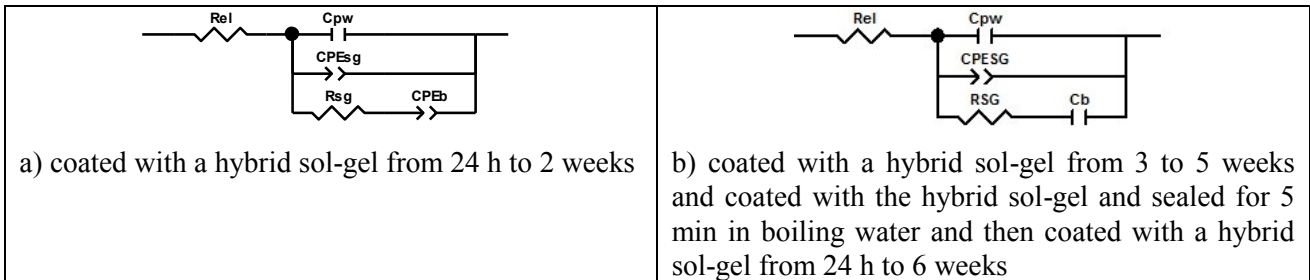 Rel Cpw
CPEsg
Rsg CPEb
a) coated with a hybrid sol-gel from 24 h to 2 weeks
Rel Cpw
CPESG
RSG Cb
b) coated with a hybrid sol-gel from 3 to 5 weeks
and coated with the hybrid sol-gel and sealed for 5
min in boiling water and then coated with a hybrid
sol-gel from 24 h to 6 weeks